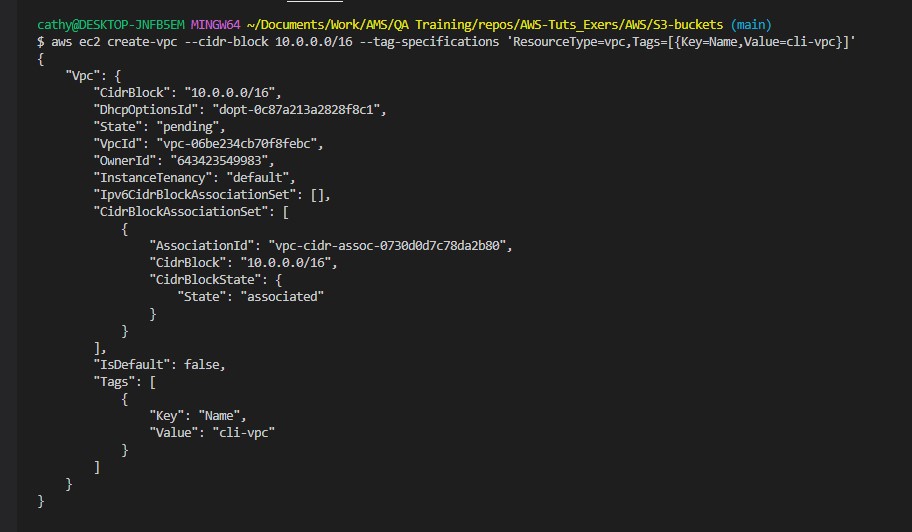 cathy@DESKTOP-JNFB5EM MINGW64 ~/Documents/Work/AMS/QA Training/repos/AWS-Tuts_Exers/AWS/S3-buckets (main)
$ aws ec2 create-vpc --cidr-block 10.0.0.0/16 --tag-specifications 'ResourceType=vpc,Tags=[{Key=Name,Value=cli-vpc}]'
{
    "Vpc": {
        "CidrBlock": "10.0.0.0/16",
        "DhcpOptionsId": "dopt-0c87a213a2828f8c1",
        "State": "pending",
        "VpcId": "vpc-06be234cb70f8febc",
        "OwnerId": "643423549983",
        "InstanceTenancy": "default",
        "Ipv6CidrBlockAssociationSet": [],
        "CidrBlockAssociationSet": [
            {
                "AssociationId": "vpc-cidr-assoc-0730d0d7c78da2b80",
                "CidrBlock": "10.0.0.0/16",
                "CidrBlockState": {
                    "State": "associated"
                }
            }
        ],
        "IsDefault": false,
        "Tags": [
            {
                "Key": "Name",
                "Value": "cli-vpc"
            }
        ]
    }
}